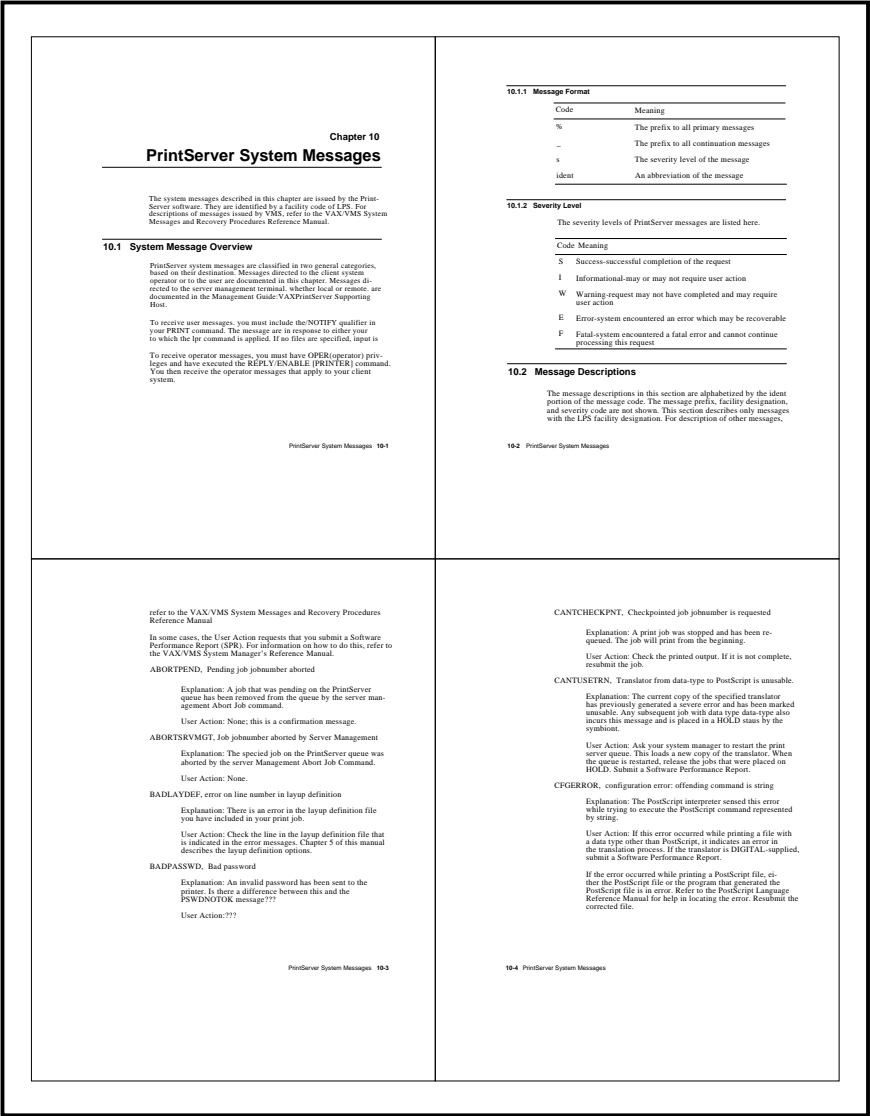 Chapter 10
PrintServer System Messages
The system messages described in this chapter are issued by the Print-
Server software. They are identified by a facility code of LPS. For
descriptions of messages issued by VMS, refer to the VAX/VMS System
Messages and Recovery Procedures Reference Manual.
10.1 System Message Overview
PrintServer system messages are classified in two general categories,
based on their destination. Messages directed to the client system
operator or to the user are documented in this chapter. Messages di-
rected to the server management terminal. whether local or remote. are
documented in the Management Guide:VAXPrintServer Supporting
Host.
To receive user messages. you must include the/NOTIFY qualifier in
your PRINT command. The message are in response to either your
to which the lpr command is applied. If no files are specified, input is
To receive operator messages, you must have OPER(operator) priv-
leges and have executed the REPLY/ENABLE [PRINTER] command.
You then receive the operator messages that apply to your client
system.
PrintServer System Messages 10-1
10.1.1 Message Format
Code Meaning
% The prefix to all primary messages
_ The prefix to all continuation messages
s The severity level of the message
ident An abbreviation of the message
10.1.2 Severity Level
The severity levels of PrintServer messages are listed here.
Code Meaning
S Success-successful completion of the request
I Informational-may or may not require user action
W Warning-request may not have completed and may require
user action
E Error-system encountered an error which may be recoverable
F Fatal-system encountered a fatal error and cannot continue
processing this request
10.2 Message Descriptions
The message descriptions in this section are alphabetized by the ident
portion of the message code. The message prefix, facility designation,
and severity code are not shown. This section describes only messages
with the LPS facility designation. For description of other messages,
10-2 PrintServer System Messages
refer to the VAX/VMS System Messages and Recovery Procedures
Reference Manual
In some cases, the User Action requests that you submit a Software
Performance Report (SPR). For information on how to do this, refer to
the VAX/VMS System Manager's Reference Manual.
ABORTPEND, Pending job jobnumber aborted
Explanation: A job that was pending on the PrintServer
queue has been removed from the queue by the server man-
agement Abort Job command.
User Action: None; this is a confirmation message.
ABORTSRVMGT, Job jobnumber aborted by Server Management
Explanation: The specied job on the PrintServer queue was
aborted by the server Management Abort Job Command.
User Action: None.
BADLAYDEF, error on line number in layup definition
Explanation: There is an error in the layup definition file
you have included in your print job.
User Action: Check the line in the layup definition file that
is indicated in the error messages. Chapter 5 of this manual
describes the layup definition options.
BADPASSWD, Bad password
Explanation: An invalid password has been sent to the
printer. Is there a difference between this and the
PSWDNOTOK message???
User Action:???
PrintServer System Messages 10-3
CANTCHECKPNT, Checkpointed job jobnumber is requested
Explanation: A print job was stopped and has been re-
queued. The job will print from the beginning.
User Action: Check the printed output. If it is not complete,
resubmit the job.
CANTUSETRN, Translator from data-type to PostScript is unusable.
Explanation: The current copy of the specified translator
has previously generated a severe error and has been marked
unusable. Any subsequent job with data type data-type also
incurs this message and is placed in a HOLD staus by the
symbiont.
User Action: Ask your system manager to restart the print
server queue. This loads a new copy of the translator. When
the queue is restarted, release the jobs that were placed on
HOLD. Submit a Software Performance Report.
CFGERROR, configuration error: offending command is string
Explanation: The PostScript interpreter sensed this error
while trying to execute the PostScript command represented
by string.
User Action: If this error occurred while printing a file with
a data type other than PostScript, it indicates an error in
the translation process. If the translator is DIGITAL-supplied,
submit a Software Performance Report.
If the error occurred while printing a PostScript file, ei-
ther the PostScript file or the program that generated the
PostScript file is in error. Refer to the PostScript Language
Reference Manual for help in locating the error. Resubmit the
corrected file.
10-4 PrintServer System Messages